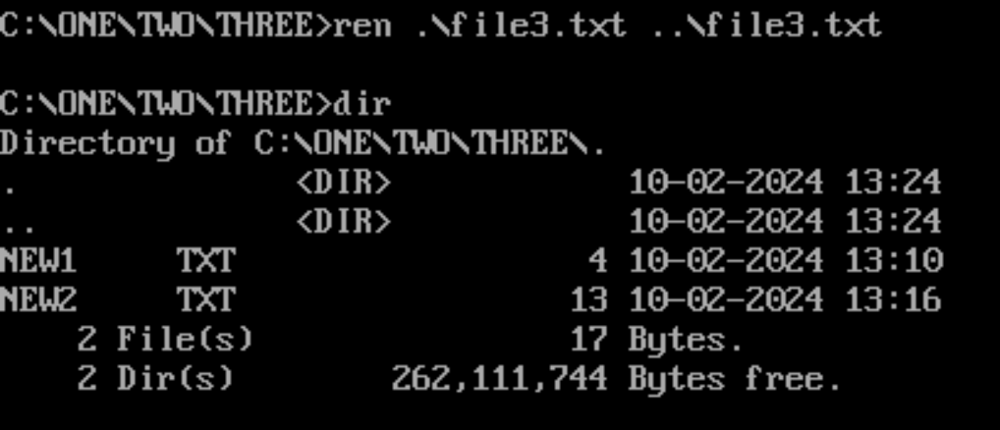 C:\ONE\TWO\THREE>ren .\file3.txt ..\file3.txt
C:\ONE\TWO\THREE>dir
Directory of C:\ONE\TWO\THREE\.
.              <DIR>            10-02-2024 13:24
..             <DIR>            10-02-2024 13:24
NEW1     TXT                  4 10-02-2024 13:10
NEW2     TXT                 13 10-02-2024 13:16
    2 File(s)                17 Bytes.
    2 Dir(s)        262,111,744 Bytes free.